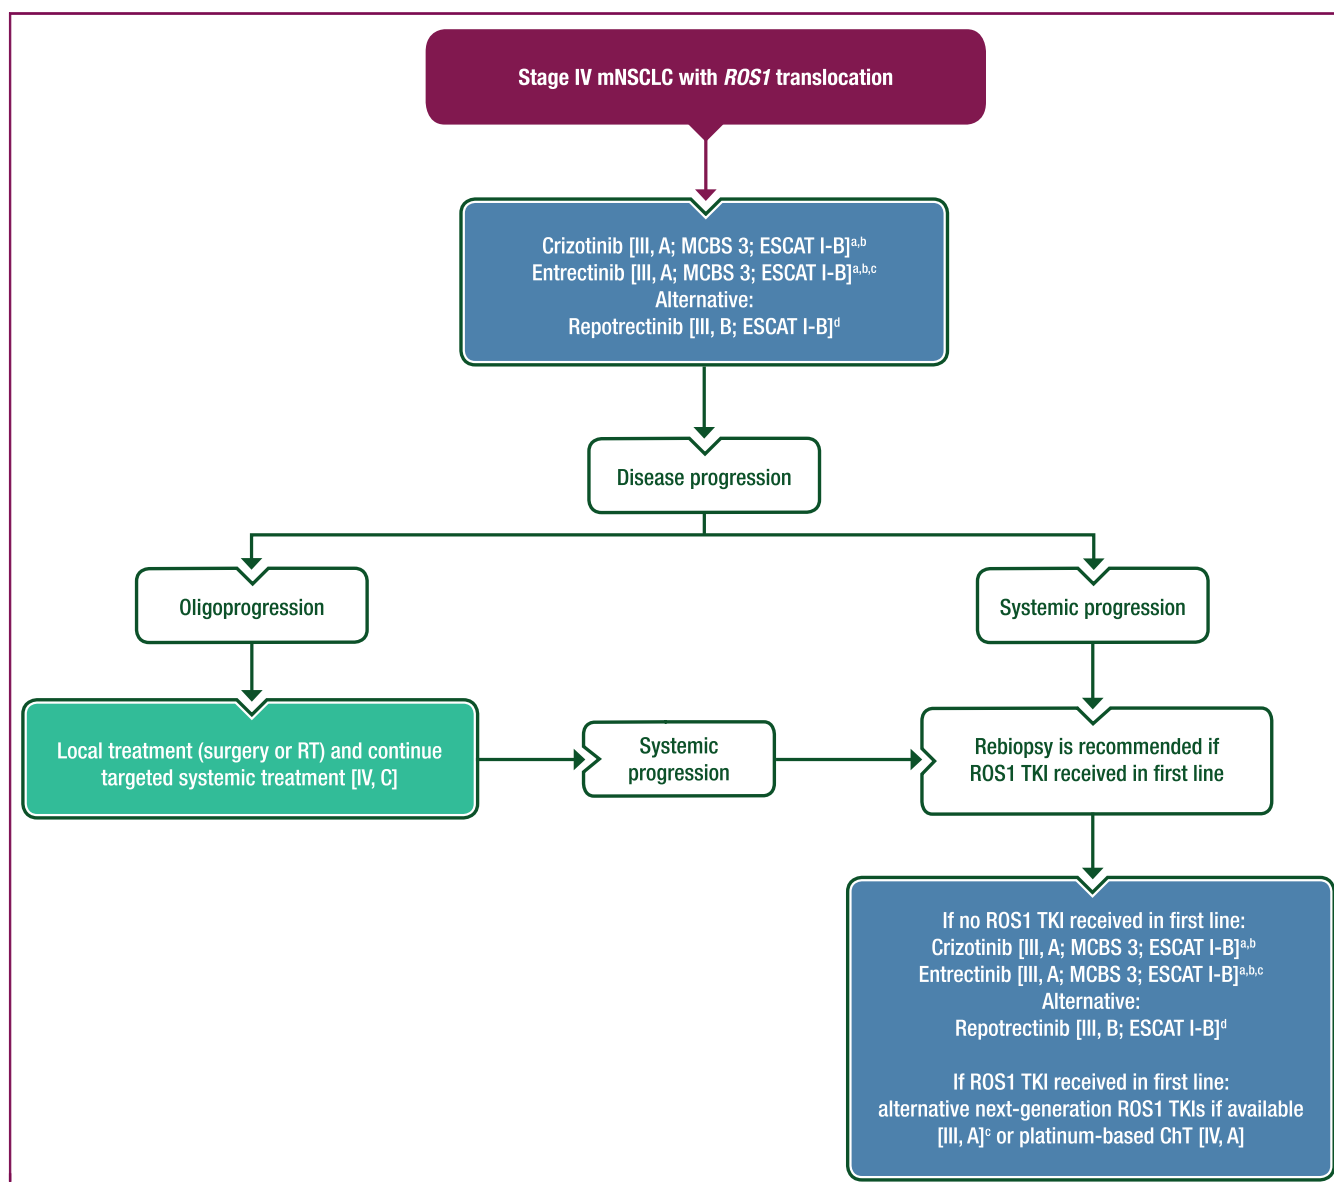 Stage IV mNSCLC with ROS1 translocation
Crizotinib [III, A; MCBS 3; ESCAT I-B]a,b
Entrectinib [III, A; MCBS 3; ESCAT I-B]a,b,c
Alternative:
Repotrectinib [III, B; ESCAT I-B]d
Disease progression
Oligoprogression
Systemic progression
Local treatment (surgery or RT) and continue
targeted systemic treatment [IV, C]
Systemic
progression
Rebiopsy is recommended if
ROS1 TKI received in first line
If no ROS1 TKI received in first line:
Crizotinib [III, A; MCBS 3; ESCAT I-B]a,b
Entrectinib [III, A; MCBS 3; ESCAT I-B]a,b,c
Alternative:
Repotrectinib [III, B; ESCAT I-B]d
If ROS1 TKI received in first line:
alternative next-generation ROS1 TKIs if available
[III, A]c or platinum-based ChT [IV, A]